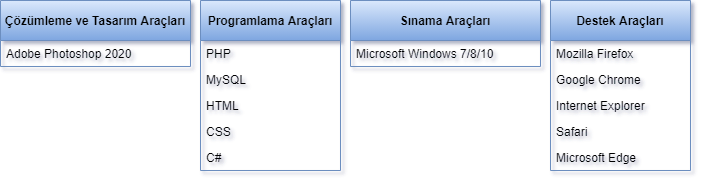 Çözümleme ve Tasarım Araçları
Adobe Photoshop 2020
Programlama Araçları
PHP
MySQL
HTML
CSS
C#
Sınama Araçları
Microsoft Windows 7/8/10
Destek Araçları
Mozilla Firefox
Google Chrome
Internet Explorer
Safari
Microsoft Edge